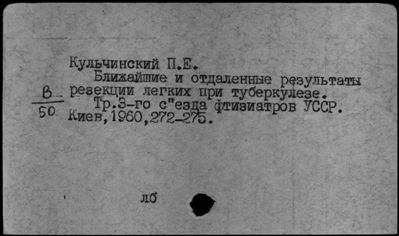 Кульчинский П.Е.
Ближайшие и отдаленные результаты
резекции легких при туберкулезе.
Тр.3-го с"езда фтизиатров УССР.
Киев,1960,272-275.
В
50
лб